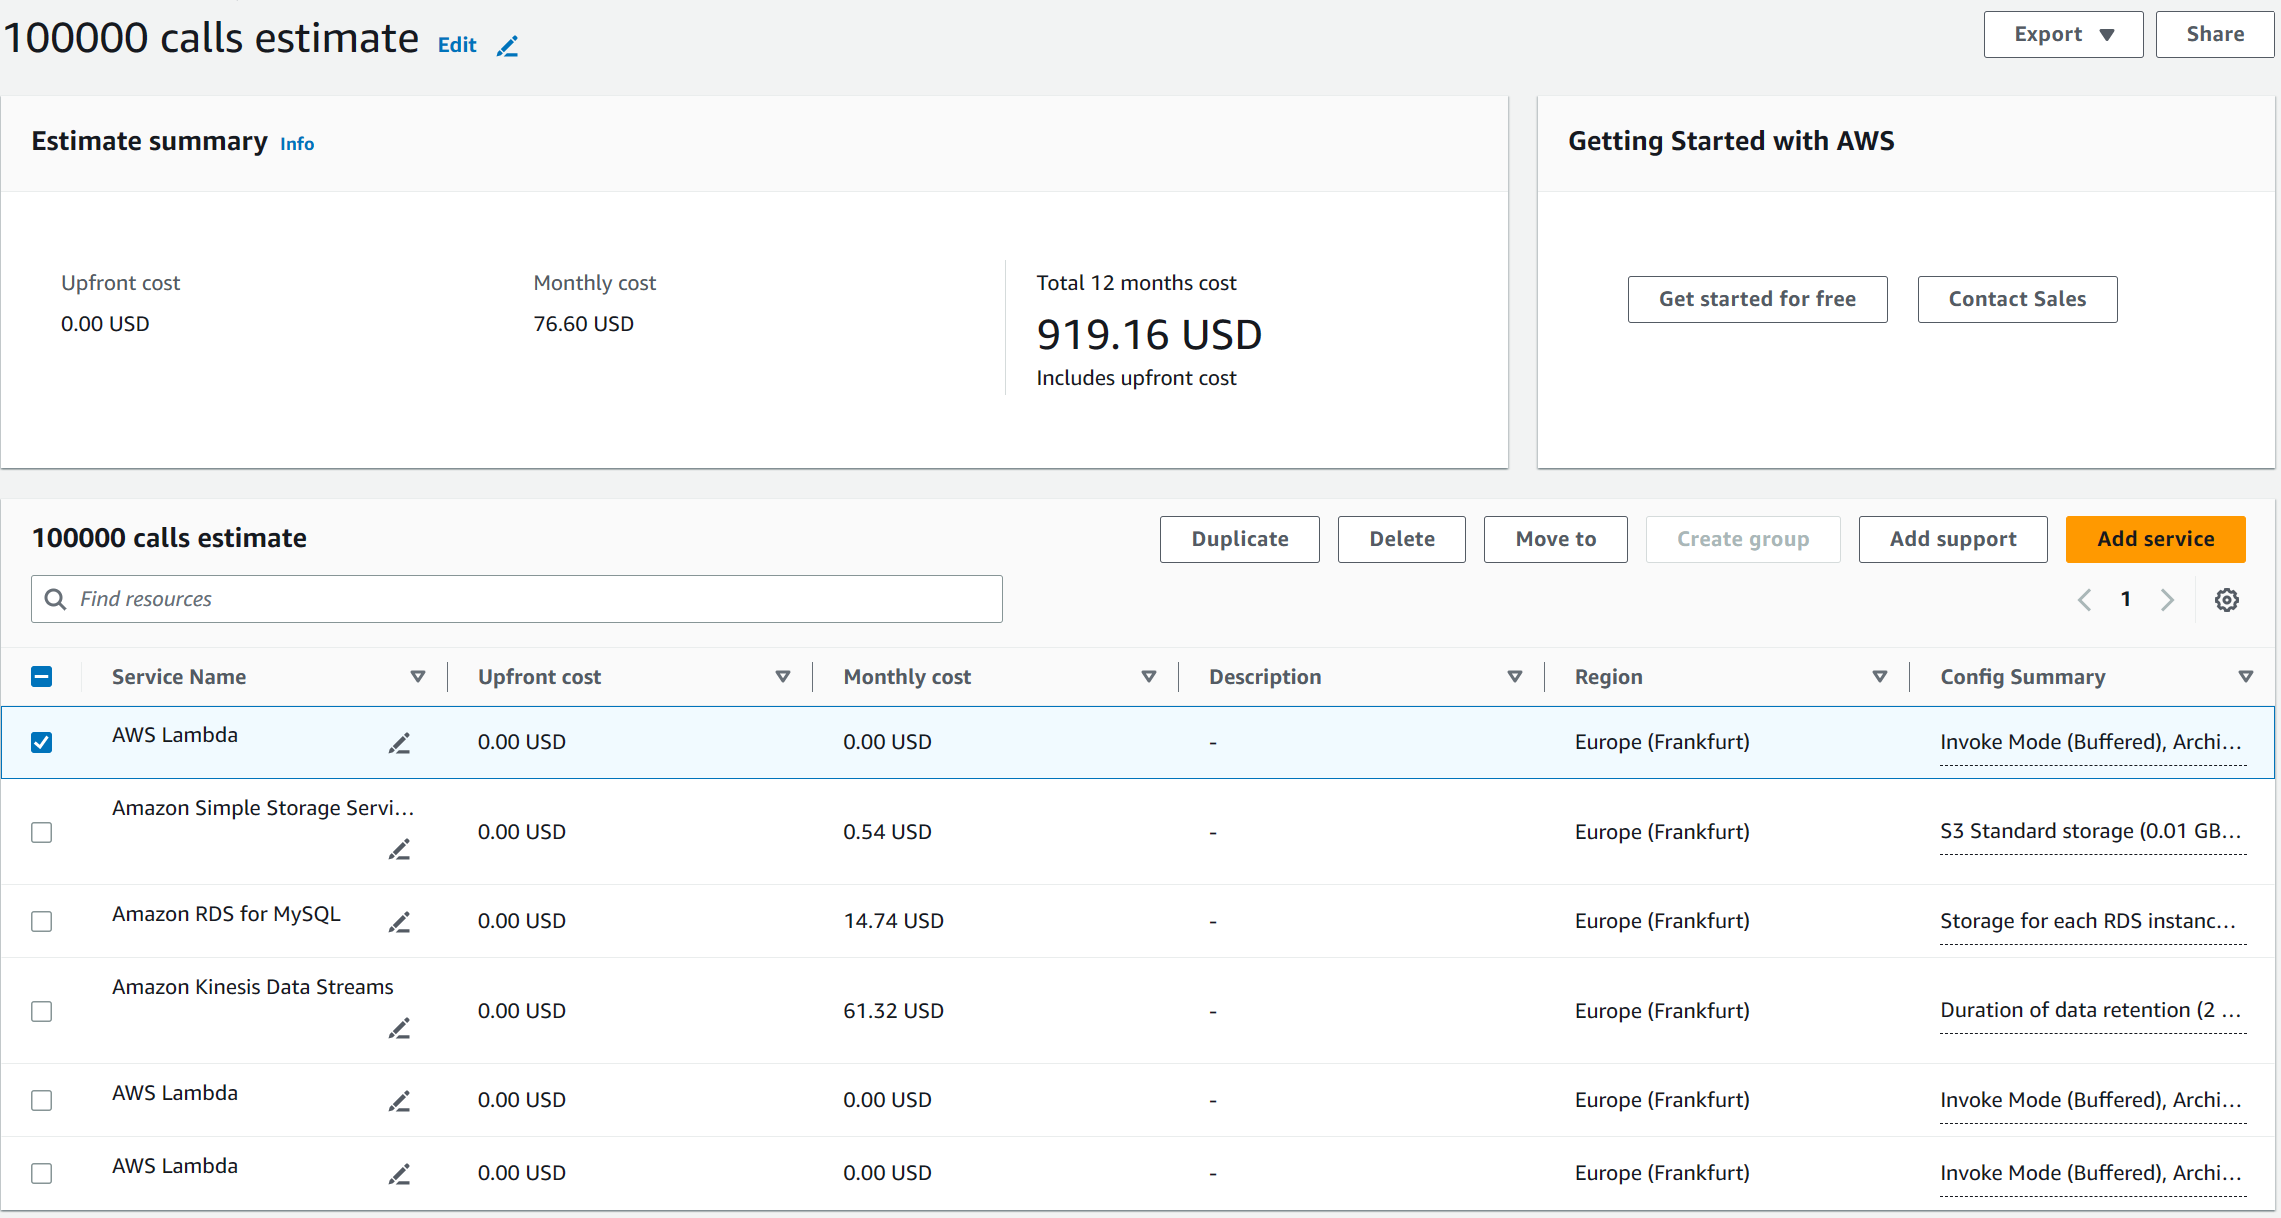 100000 calls estimate Edit
Export Share
Estimate summary Info
Getting Started with AWS
Upfront cost
0.00 USD
Monthly cost
76.60 USD
Total 12 months cost
919.16 USD
Includes upfront cost
Get started for free Contact Sales
100000 calls estimate
Duplicate Delete Move to Create group Add support Add service
Find resources
1
Service Name Upfront cost Monthly cost Description Region Config Summary
AWS Lambda 0.00 USD 0.00 USD - Europe (Frankfurt) Invoke Mode (Buffered), Archi...
Amazon Simple Storage Servi... 0.00 USD 0.54 USD - Europe (Frankfurt) S3 Standard storage (0.01 GB...
Amazon RDS for MySQL 0.00 USD 14.74 USD - Europe (Frankfurt) Storage for each RDS instanc...
Amazon Kinesis Data Streams 0.00 USD 61.32 USD - Europe (Frankfurt) Duration of data retention (2 ...
AWS Lambda 0.00 USD 0.00 USD - Europe (Frankfurt) Invoke Mode (Buffered), Archi...
AWS Lambda 0.00 USD 0.00 USD - Europe (Frankfurt) Invoke Mode (Buffered), Archi...